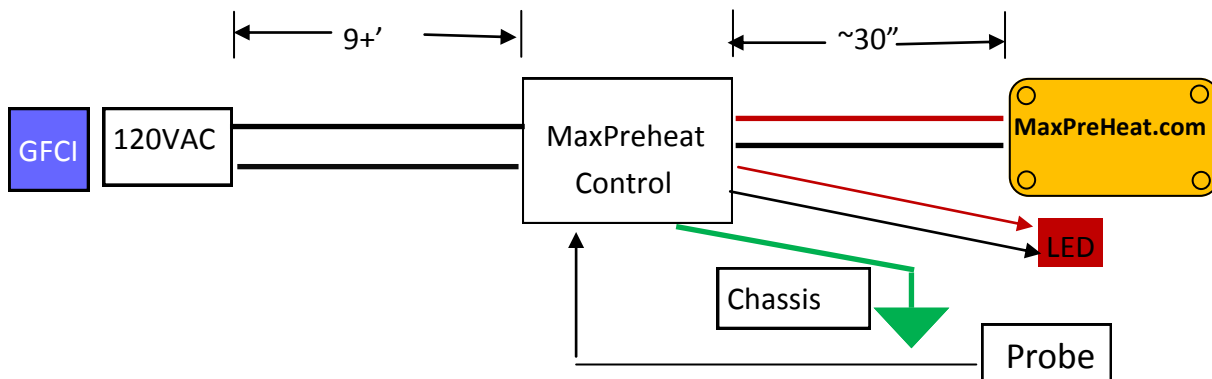 9+’
~30”
GFCI
120VAC
MaxPreheat
Control
MaxPreHeat.com
LED
Chassis
Probe